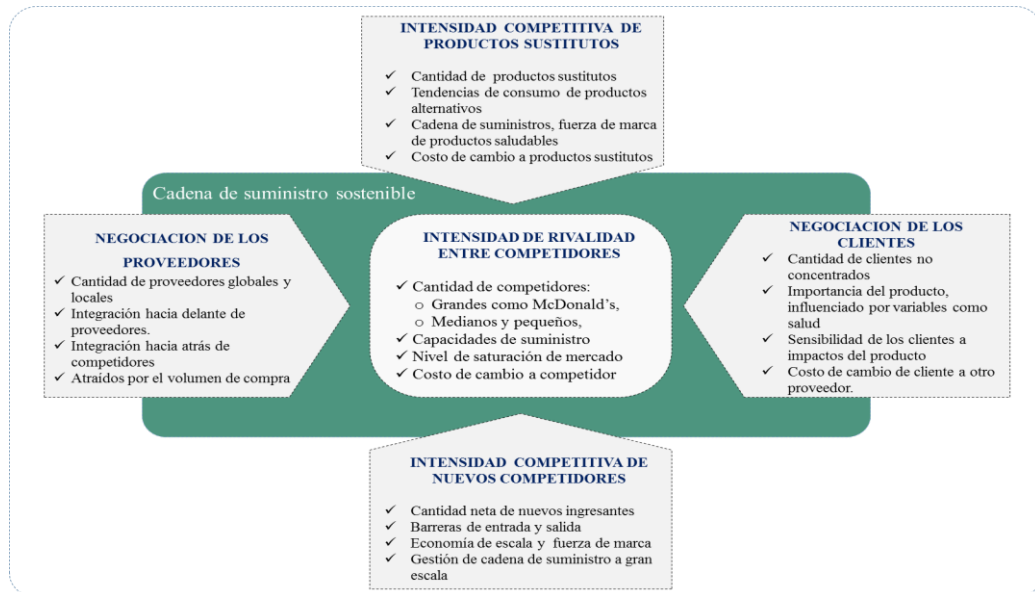 INTENSIDAD COMPETITIVA DE
PRODUCTOS SUSTITUTOS
✓ Cantidad de productos sustitutos
✓ Tendencias de consumo de productos
alternativos
✓ Cadena de suministros, fuerza de marca
de productos saludables
✓ Costo de cambio a productos sustitutos
Cadena de suministro sostenible
NEGOCIACION DE LOS
PROVEEDORES
✓ Cantidad de proveedores globales y
locales
✓ Integración hacia delante de
proveedores.
✓ Integración hacia atrás de
competidores
✓ Atraídos por el volumen de compra
INTENSIDAD DE RIVALIDAD
ENTRE COMPETIDORES
✓ Cantidad de competidores:
o Grandes como McDonald’s,
o Medianos y pequeños,
✓ Capacidades de suministro
✓ Nivel de saturación de mercado
✓ Costo de cambio a competidor
NEGOCIACION DE LOS
CLIENTES
✓ Cantidad de clientes no
concentrados
✓ Importancia del producto,
influenciado por variables como
salud
✓ Sensibilidad de los clientes a
impactos del producto
✓ Costo de cambio de cliente a otro
proveedor.
INTENSIDAD COMPETITIVA DE
NUEVOS COMPETIDORES
✓ Cantidad neta de nuevos ingresantes
✓ Barreras de entrada y salida
✓ Economía de escala y fuerza de marca
✓ Gestión de cadena de suministro a gran
escala